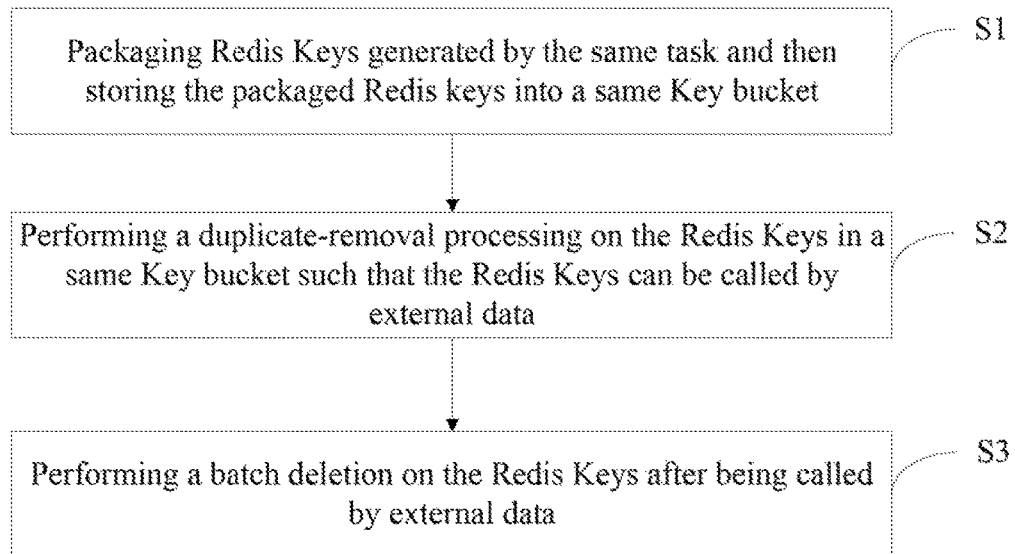 Packaging Redis Keys generated by the same task and then
storing the packaged Redis keys into a same Key bucket
S1
Performing a duplicate-removal processing on the Redis Keys in a
same Key bucket such that the Redis Keys can be called by
external data
S2
Performing a batch deletion on the Redis Keys after being called
by external data
S3